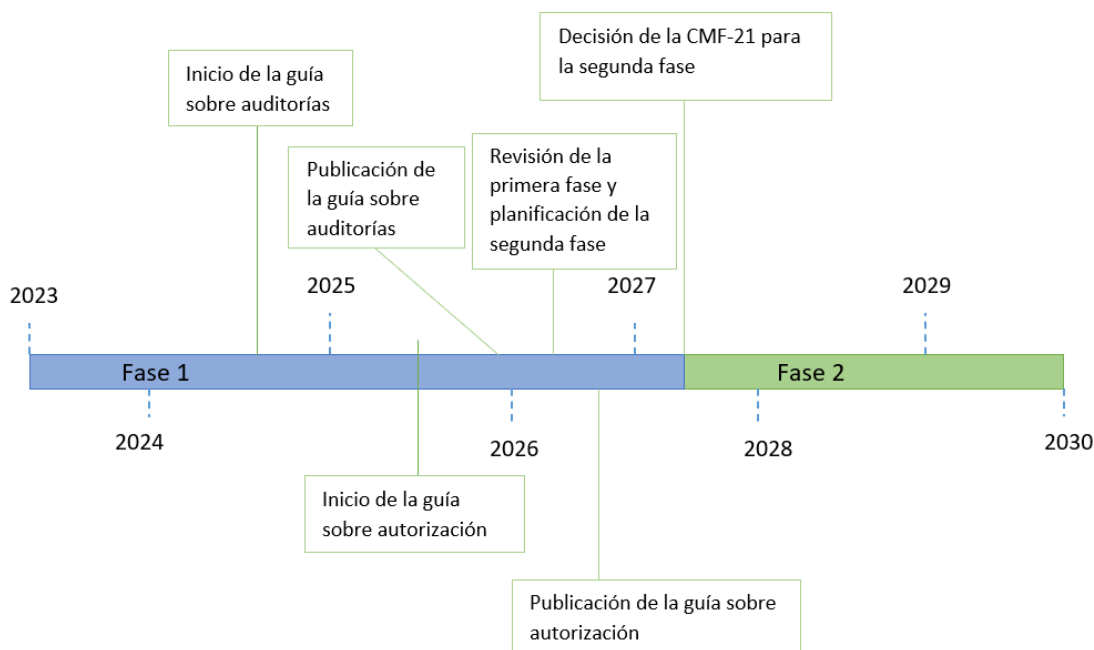 Decisión de la CMF-21 para
la segunda fase
Inicio de la guía
sobre auditorías
Publicación de
la guía sobre
auditorías
Revisión de la
primera fase y
planificación de la
segunda fase
2023
2025
2027
2029
Fase 1
Fase 2
2024
2026
2028
2030
Inicio de la guía
sobre autorización
Publicación de la guía sobre
autorización